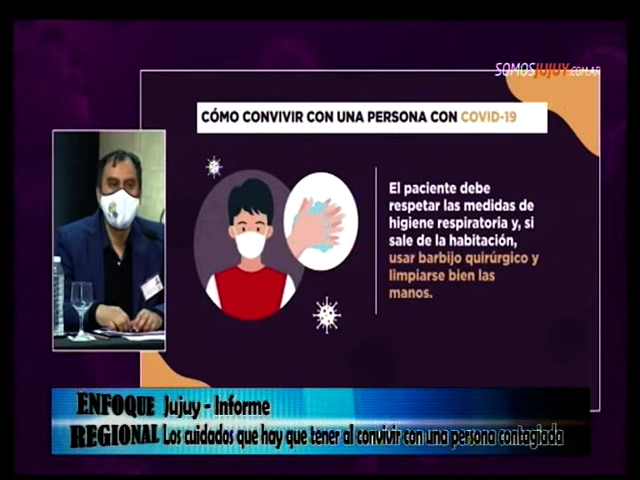 SOMOSJUJUY.COM.AR
CÓMO CONVIVIR CON UNA PERSONA CON COVID-19
El paciente debe
respetar las medidas de
higiene respiratoria y, si
sale de la habitación,
usar barbijo quirúrgico y
limpiarse bien las
manos.
ENFOQUE
REGIONAL
Jujuy - Informe
Los cuidados que hay que tener al convivir con una persona contagiada